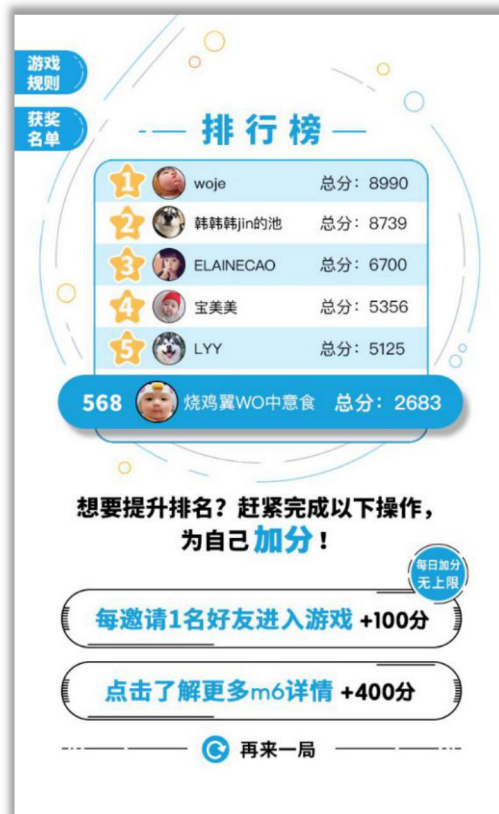 游戏
规则
获奖
名单
排行榜
1 woje 总分：8990
2 韩韩韩jin的池 总分：8739
3 ELAINECAO 总分：6700
4 宝美美 总分：5356
5 LYY 总分：5125
568 烧鸡翼WO中意食 总分：2683
想要提升排名？赶紧完成以下操作，
为自己加分！
每日加分
无上限
每邀请1名好友进入游戏 +100分
点击了解更多m6详情 +400分
再来一局